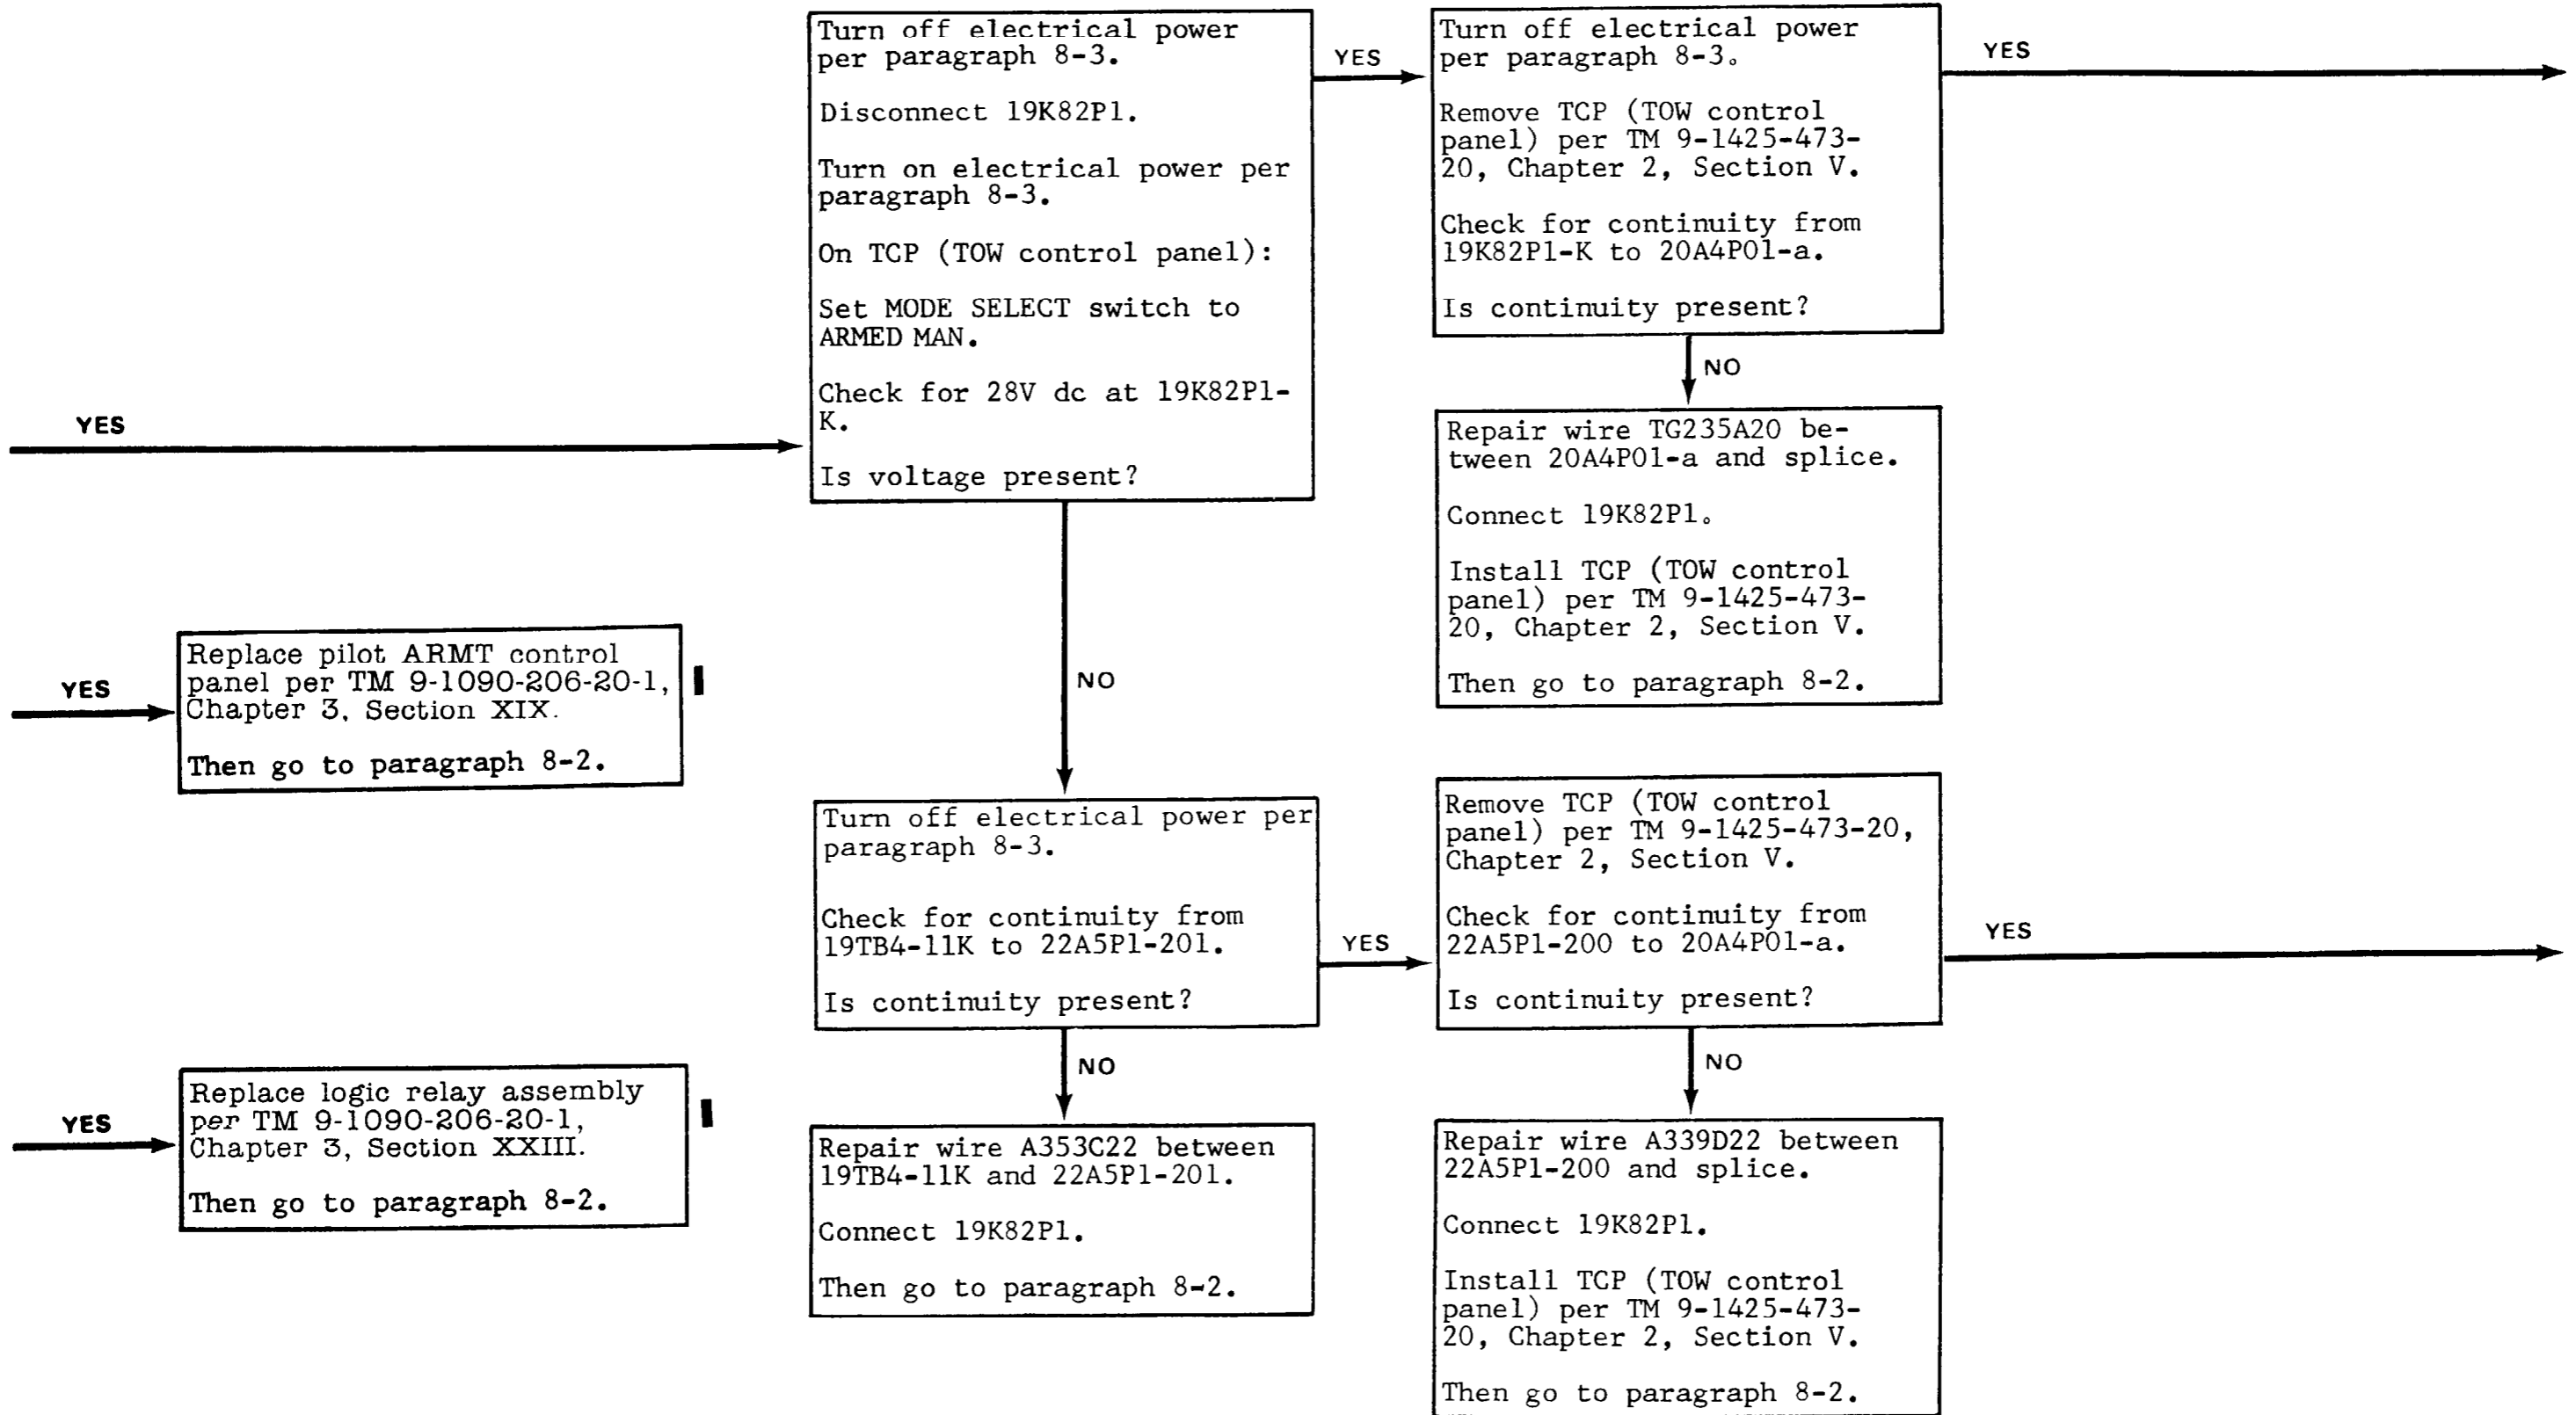 Turn off electrical power
per paragraph 8-3.
Disconnect 19K82P1.
Turn on electrical power per
paragraph 8-3.
On TCP (TOW control panel):
Set MODE SELECT switch to
ARMED MAN.
Check for 28V dc at 19K82P1-
K.
Is voltage present?
YES
Turn off electrical power
per paragraph 8-3.
Remove TCP (TOW control
panel) per TM 9-1425-473-
20, Chapter 2, Section V.
Check for continuity from
19K82P1-K to 20A4P01-a.
Is continuity present?
YES
NO
Repair wire TG235A20 be-
tween 20A4P01-a and splice.
Connect 19K82P1.
Install TCP (TOW control
panel) per TM 9-1425-473-
20, Chapter 2, Section V.
Then go to paragraph 8-2.
YES
NO
YES
Replace pilot ARMT control
panel per TM 9-1090-206-20-1,
Chapter 3, Section XIX.
Then go to paragraph 8-2.
Turn off electrical power per
paragraph 8-3.
Check for continuity from
19TB4-11K to 22A5P1-201.
Is continuity present?
YES
Remove TCP (TOW control
panel) per TM 9-1425-473-20,
Chapter 2, Section V.
Check for continuity from
22A5P1-200 to 20A4P01-a.
Is continuity present?
YES
NO
NO
YES
Replace logic relay assembly
per TM 9-1090-206-20-1,
Chapter 3, Section XXIII.
Then go to paragraph 8-2.
Repair wire A353C22 between
19TB4-11K and 22A5P1-201.
Connect 19K82P1.
Then go to paragraph 8-2.
Repair wire A339D22 between
22A5P1-200 and splice.
Connect 19K82P1.
Install TCP (TOW control
panel) per TM 9-1425-473-
20, Chapter 2, Section V.
Then go to paragraph 8-2.